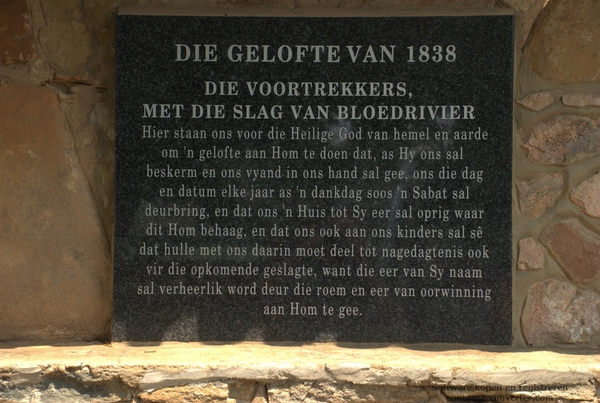 DIE GELOFTE VAN 1838
DIE VOORTREKKERS,
MET DIE SLAG VAN BLOEDRIVIER
Hier staan ons voor die Heilige God van hemel en aarde
om 'n gelofte aan Hom te doen dat, as Hy ons sal
beskerm en ons vyand in ons hand sal gee, ons die dag
en datum elke jaar as 'n dankdag soos 'n Sabat sal
deurbring, en dat ons 'n Huis tot Sy eer sal oprig waar
dit Hom behaag, en dat ons ook aan ons kinders sal sê
dat hulle met ons daarin moet deel tot nagedagtenis ook
vir die opkomende geslagte, want die eer van Sy naam
sal verheerlik word deur die roem en eer van oorwinning
aan Hom te gee.
Software kopen en registreren